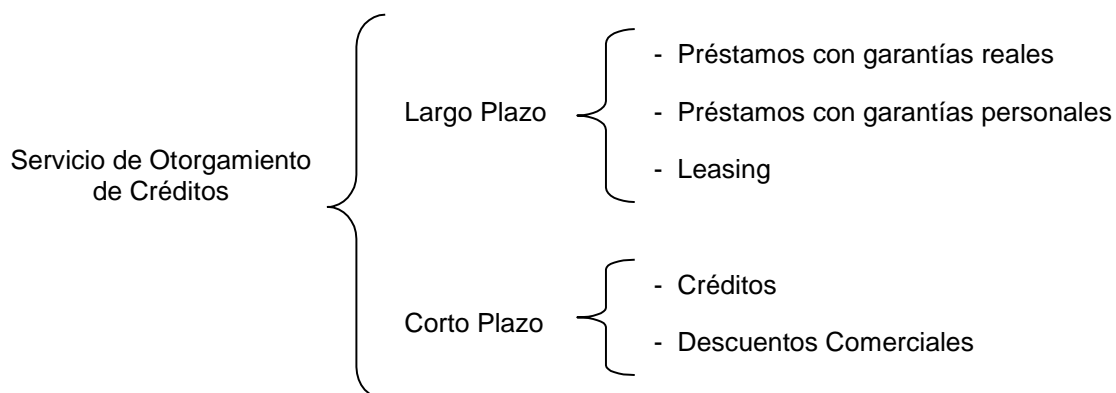 Servicio de Otorgamiento
de Créditos
Largo Plazo
- Préstamos con garantías reales
- Préstamos con garantías personales
- Leasing
Corto Plazo
- Créditos
- Descuentos Comerciales